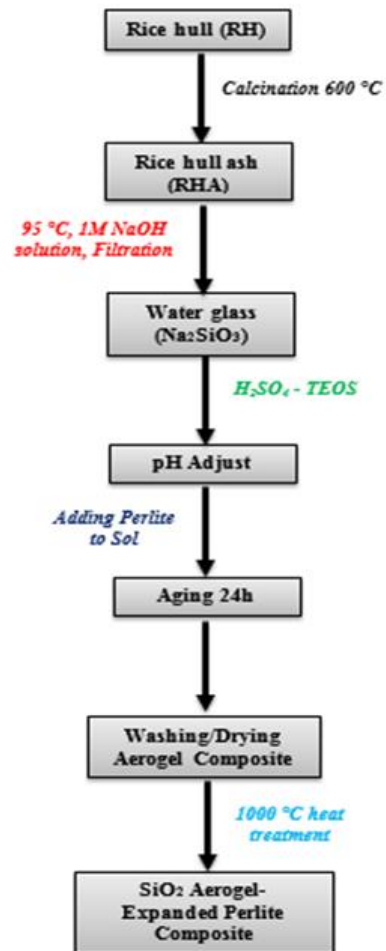 Rice hull (RH)
Calcination 600 °C
Rice hull ash
(RHA)
95 °C, 1M NaOH
solution, Filtration
Water glass
(Na₂SiO₃)
H₂SO₄ - TEOS
pH Adjust
Adding Perlite
to Sol
Aging 24h
Washing/Drying
Aerogel Composite
1000 °C heat
treatment
SiO₂ Aerogel-
Expanded Perlite
Composite